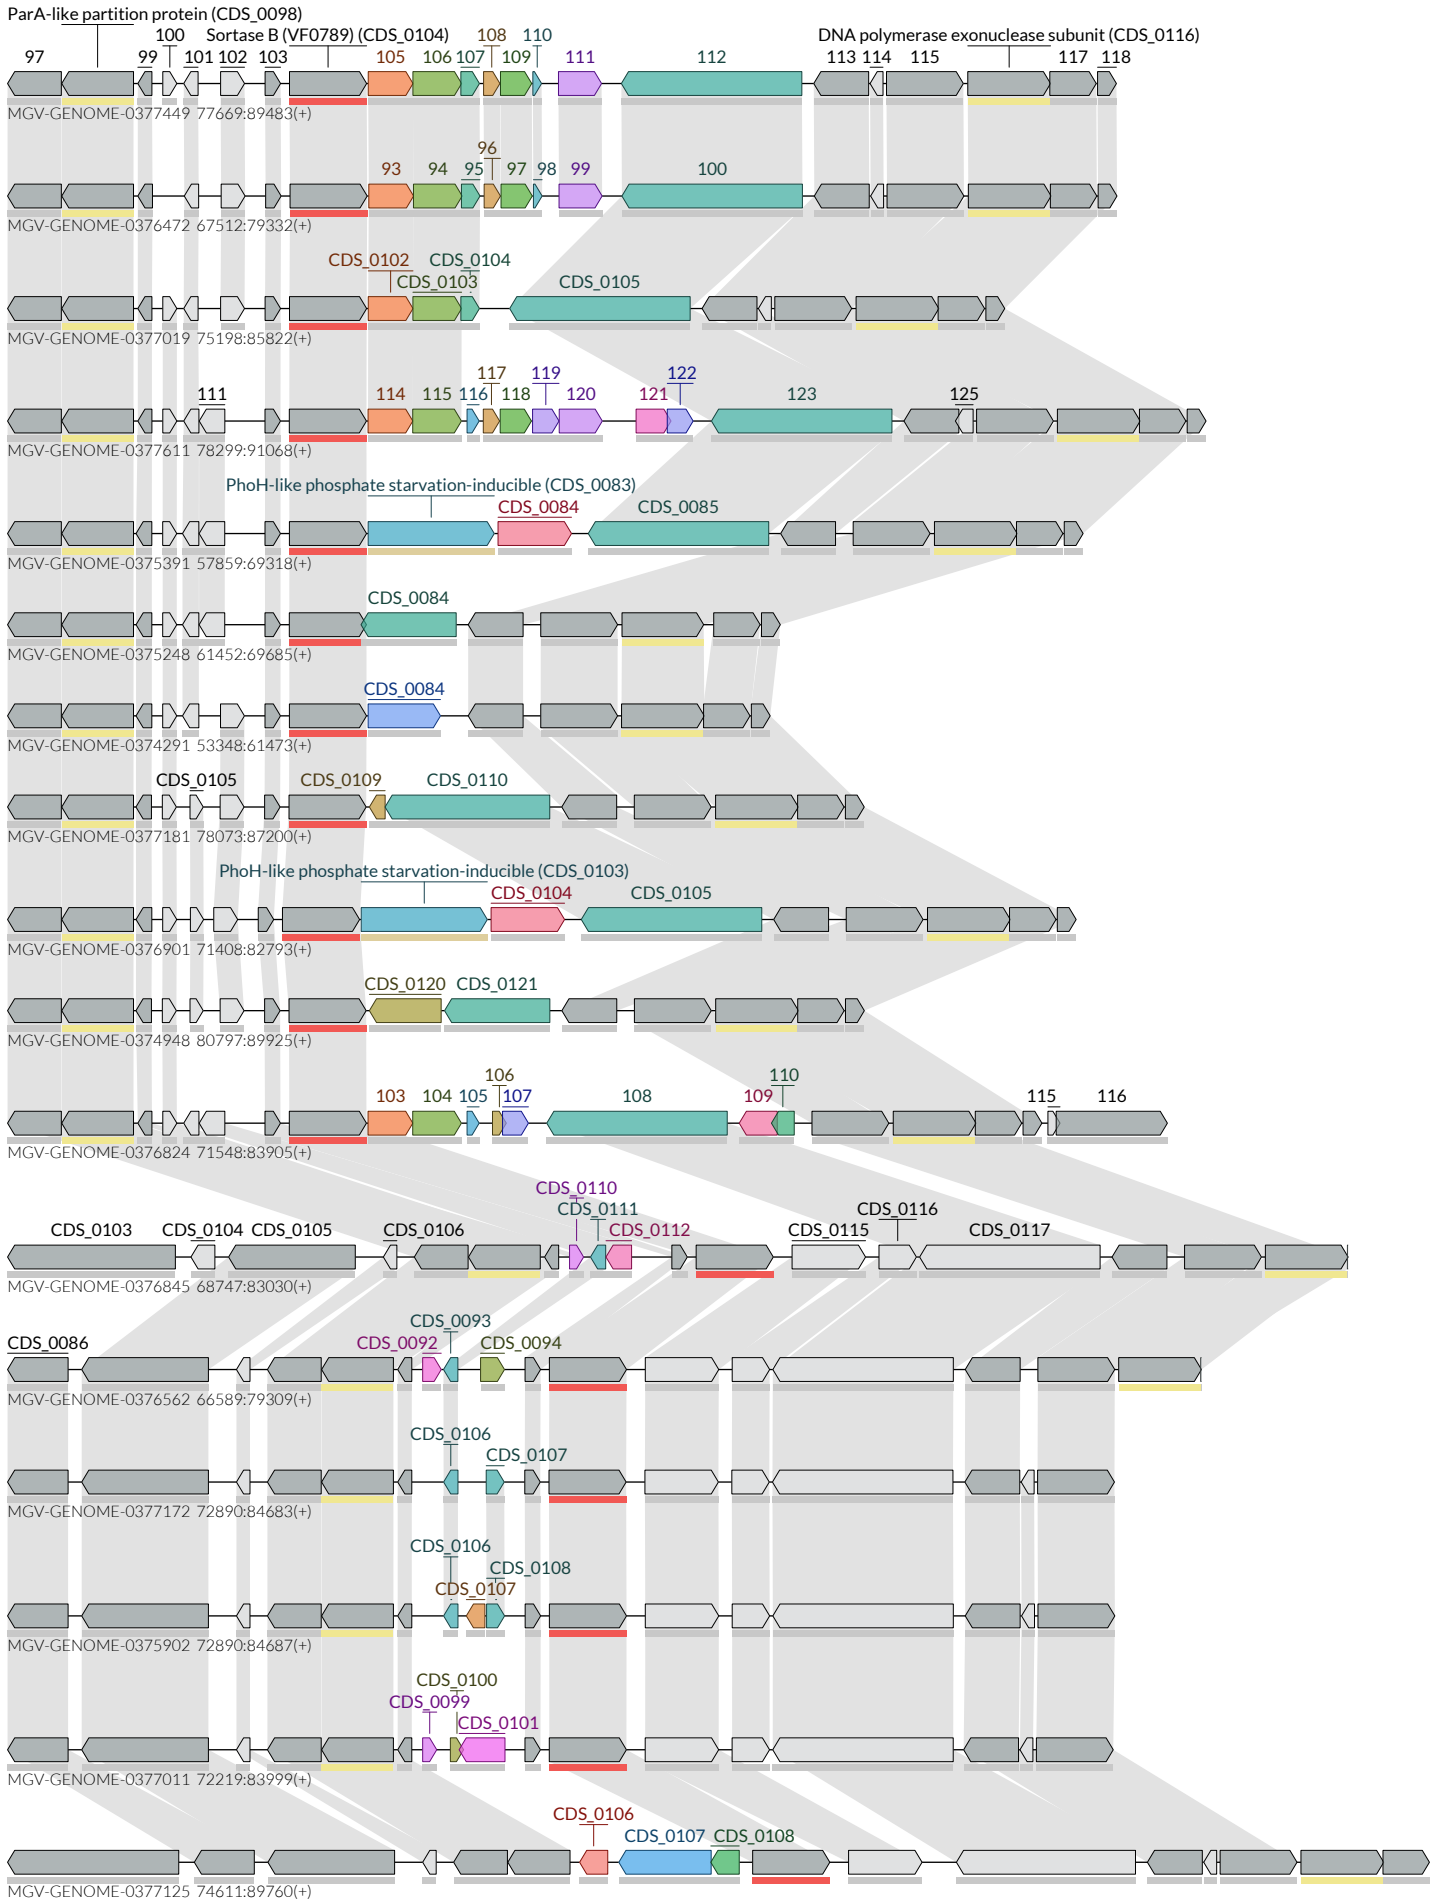 ParA-like partition protein (CDS_0098)
100 Sortase B (VF0789) (CDS_0104) 108 110 DNA polymerase exonuclease subunit (CDS_0116)
97 99 101 102 103 105 106 107 109 111 112 113 114 115 117 118
MGV-GENOME-0377449 77669:89483(+)
96
93 94 95 97 98 99 100
MGV-GENOME-0376472 67512:79332(+)
CDS_0102 CDS_0104
CDS_0103 CDS_0105
MGV-GENOME-0377019 75198:85822(+)
117 119 122
111 114 115 116 118 120 121 123 125
MGV-GENOME-0377611 78299:91068(+)
PhoH-like phosphate starvation-inducible (CDS_0083)
CDS_0084 CDS_0085
MGV-GENOME-0375391 57859:69318(+)
CDS_0084
MGV-GENOME-0375248 61452:69685(+)
CDS_0084
MGV-GENOME-0374291 53348:61473(+)
CDS_0105 CDS_0109 CDS_0110
MGV-GENOME-0377181 78073:87200(+)
PhoH-like phosphate starvation-inducible (CDS_0103)
CDS_0104 CDS_0105
MGV-GENOME-0376901 71408:82793(+)
CDS_0120 CDS_0121
MGV-GENOME-0374948 80797:89925(+)
106 110
103 104 105 107 108 109 115 116
MGV-GENOME-0376824 71548:83905(+)
CDS_0110
CDS_0111 CDS_0116
CDS_0103 CDS_0104 CDS_0105 CDS_0106 CDS_0112 CDS_0115 CDS_0117
MGV-GENOME-0376845 68747:83030(+)
CDS_0093
CDS_0086 CDS_0092 CDS_0094
MGV-GENOME-0376562 66589:79309(+)
CDS_0106
CDS_0107
MGV-GENOME-0377172 72890:84683(+)
CDS_0106
CDS_0108
CDS_0107
MGV-GENOME-0375902 72890:84687(+)
CDS_0100
CDS_0099
CDS_0101
MGV-GENOME-0377011 72219:83999(+)
CDS_0106
CDS_0107 CDS_0108
MGV-GENOME-0377125 74611:89760(+)